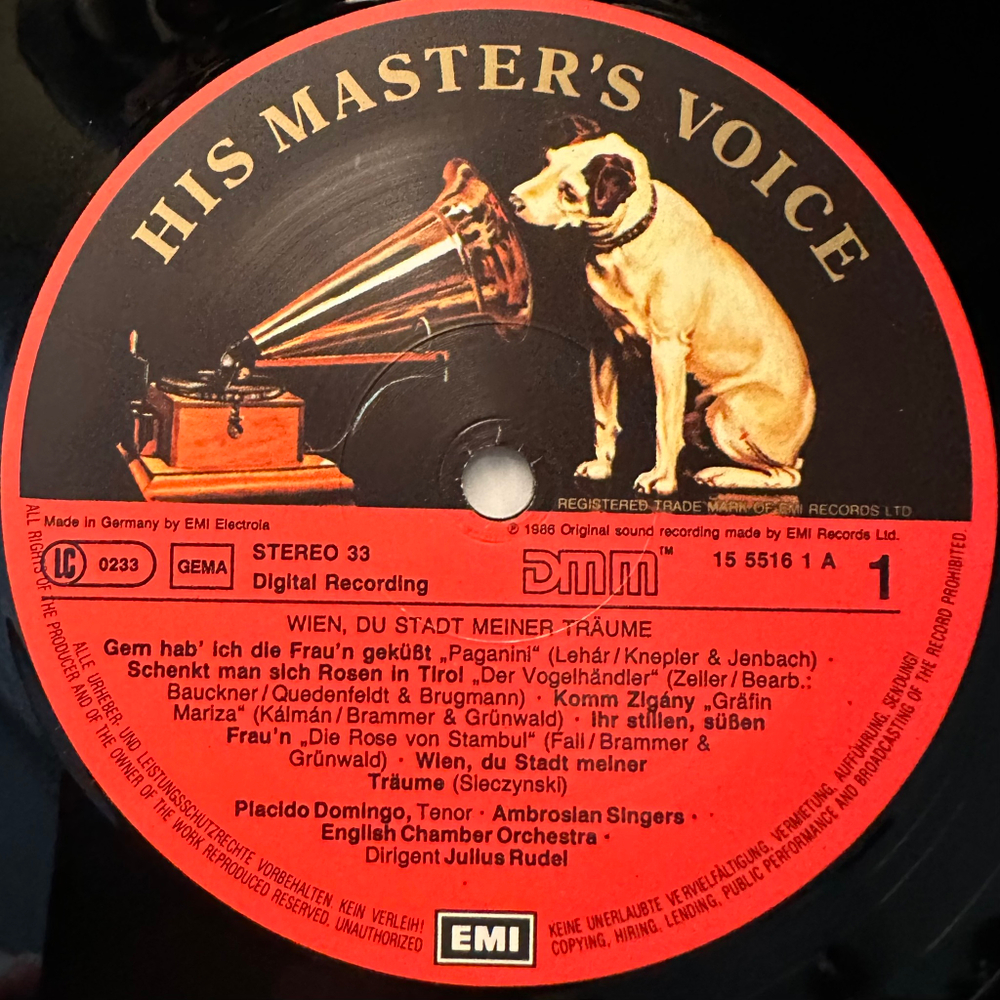 HIS MASTER'S VOICE
REGISTERED TRADE MARK OF EMI RECORDS LTD
Made in Germany by EMI Electrola
℗ 1986 Original sound recording made by EMI Records Ltd.
LC 0233
GEMA
STEREO 33
Digital Recording
DMM™
15 5516 1 A
1
WIEN, DU STADT MEINER TRÄUME
Gern hab' ich die Frau'n geküßt „Paganini“ (Lehár/Knepler & Jenbach) ·
Schenkt man sich Rosen in Tirol „Der Vogelhändler“ (Zeller/Bearb.:
Bauckner/Quedenfeldt & Brugmann) · Komm Zigány „Gräfin
Mariza“ (Kálmán/Brammer & Grünwald) · Ihr stillen, süßen
Frau'n „Die Rose von Stambul“ (Fall/Brammer &
Grünwald) · Wien, du Stadt meiner
Träume (Sieczynski)
Placido Domingo, Tenor · Ambrosian Singers ·
English Chamber Orchestra ·
Dirigent Julius Rudel
EMI
ALLE URHEBER- UND LEISTUNGSSCHUTZRECHTE VORBEHALTEN. KEIN VERLEIH!
KEINE UNERLAUBTE VERVIELFÄLTIGUNG, VERMIETUNG, AUFFÜHRUNG, SENDUNG!
ALL RIGHTS OF THE PRODUCER AND OF THE OWNER OF THE WORK REPRODUCED RESERVED. UNAUTHORIZED
COPYING, HIRING, LENDING, PUBLIC PERFORMANCE AND BROADCASTING OF THE RECORD PROHIBITED.